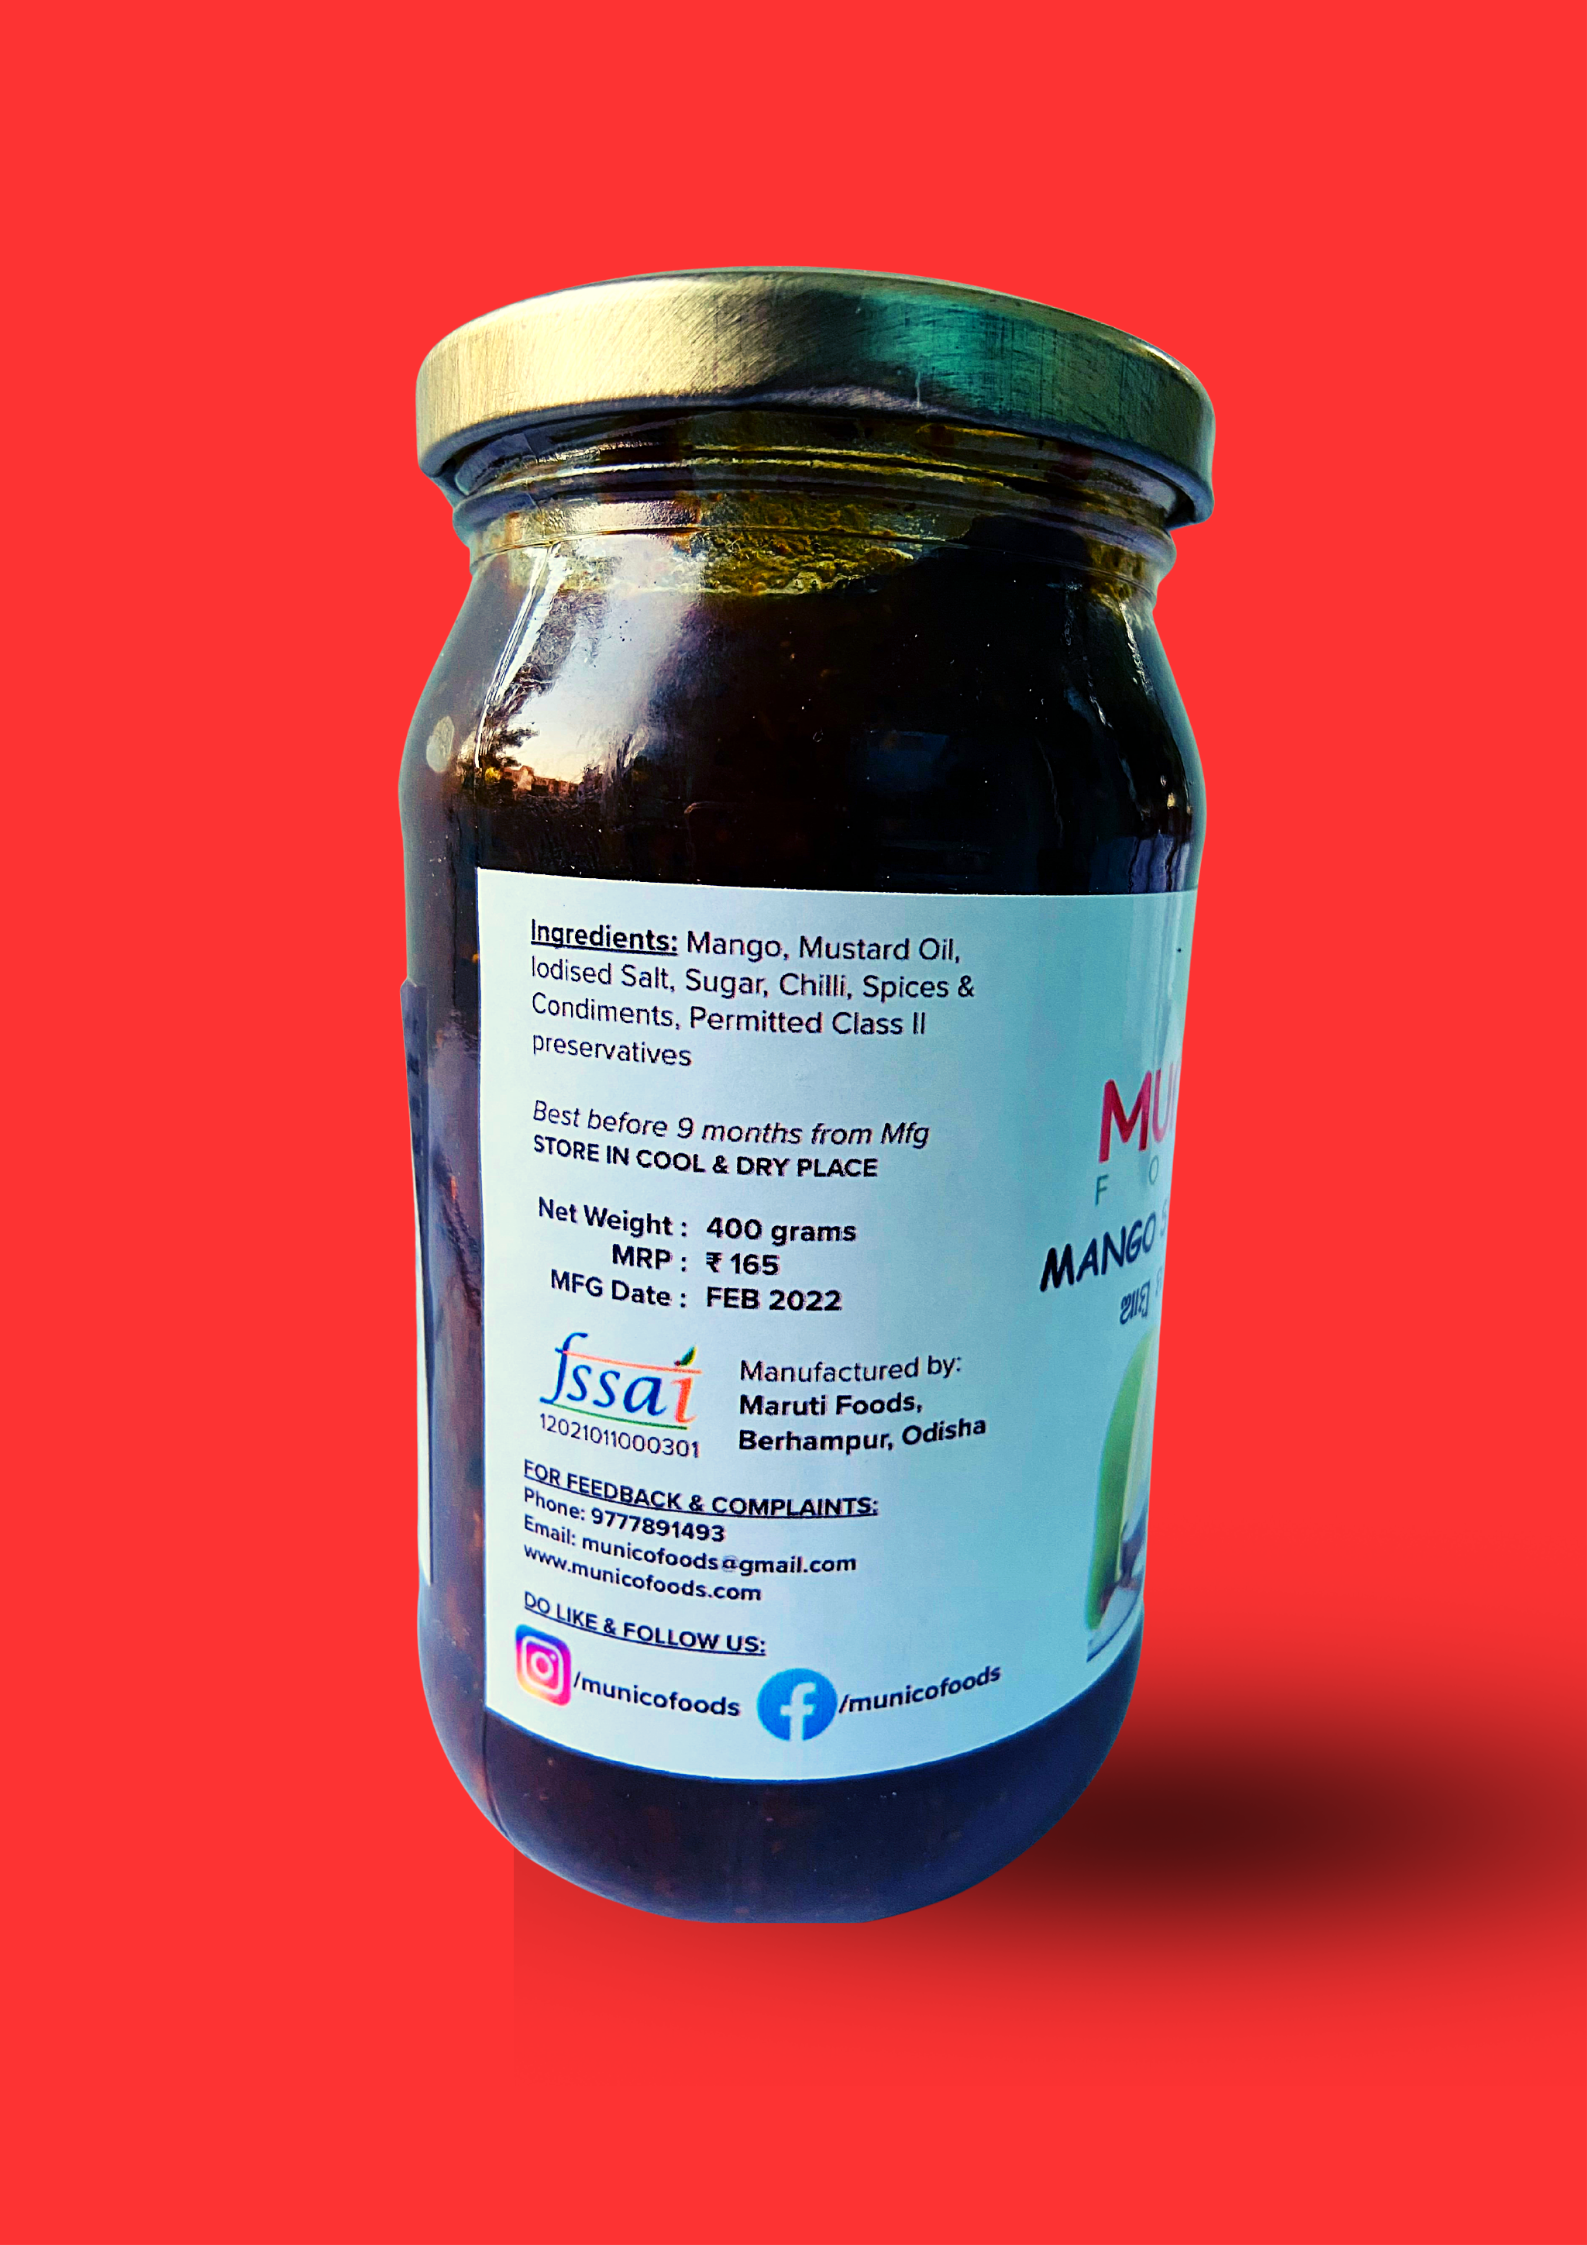 Ingredients: Mango, Mustard Oil,
Iodised Salt, Sugar, Chilli, Spices &
Condiments, Permitted Class II
preservatives
Best before 9 months from Mfg
STORE IN COOL & DRY PLACE
Net Weight : 400 grams
MRP : ₹ 165
MFG Date : FEB 2022
fssai
12021011000301
Manufactured by:
Maruti Foods,
Berhampur, Odisha
FOR FEEDBACK & COMPLAINTS:
Phone: 9777891493
Email: municofoods@gmail.com
www.municofoods.com
DO LIKE & FOLLOW US:
/municofoods
/municofoods
MANGO